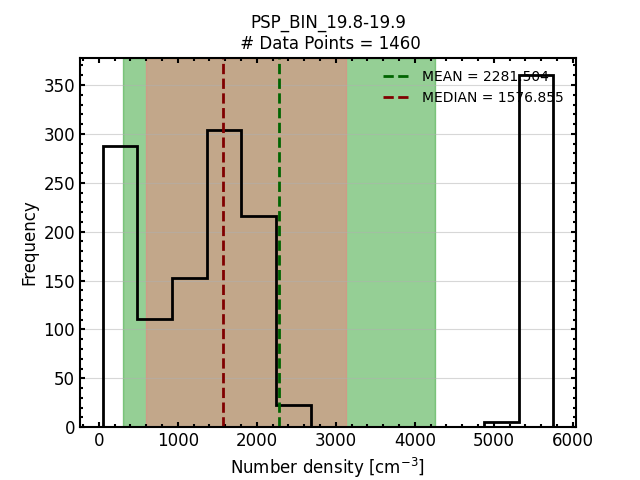 PSP_BIN_19.8-19.9
# Data Points = 1460
MEAN = 2281.504
MEDIAN = 1576.855
Frequency
350
300
250
200
150
100
50
0
0 1000 2000 3000 4000 5000 6000
Number density [cm⁻³]